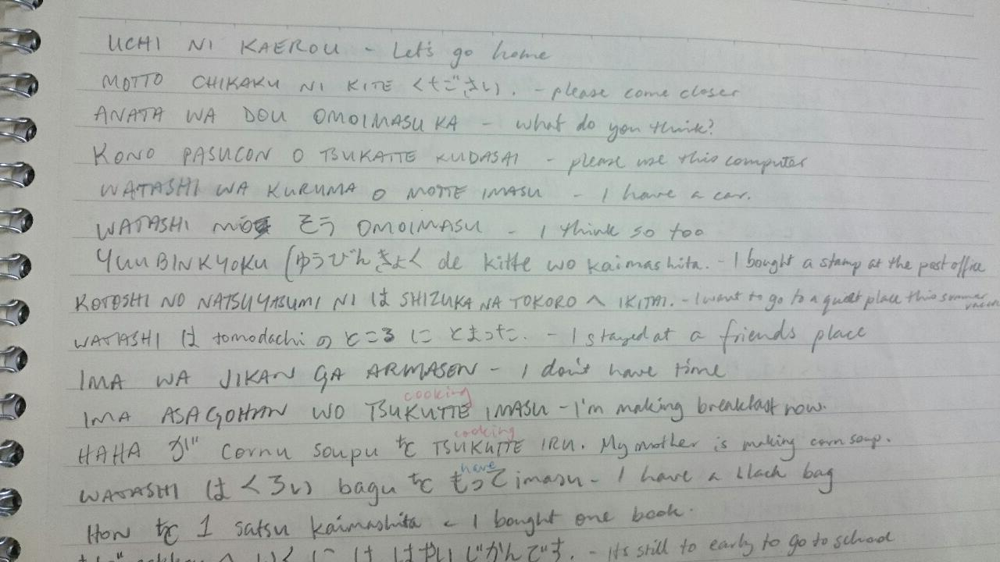 UCHI NI KAEROU - Let's go home
MOTTO CHIKAKU NI KITE ください. - please come closer
ANATA WA DOU OMOIMASU KA - what do you think?
KONO PASUCON O TSUKATTE KUDASAI - please use this computer
WATASHI WA KURUMA O MOTTE IMASU - I have a car.
WATASHI MO そう OMOIMASU - I think so too
YUUBINKYOKU (ゆうびんきょく de kitte wo kaimashita. - I bought a stamp at the post office
KOTOSHI NO NATSUYASUMI NI は SHIZUKA NA TOKORO へ IKITAI. - I want to go to a quiet place this summer vacation
WATASHI は tomodachi の ところ に とまった. - I stayed at a friends place
IMA WA JIKAN GA ARMASEN - I don't have time
cooking
IMA ASAGOHAN WO TSUKUTTE IMASU - I'm making breakfast now.
cooking
HAHA が cornu soupu を TSUKUTTE IRU. My mother is making corn soup.
have
WATASHI は くろい bagu を もって imasu - I have a black bag
HON を 1 satsu kaimashita - I bought one book.
へ いく に は はやい じかんです. - its still to early to go to school